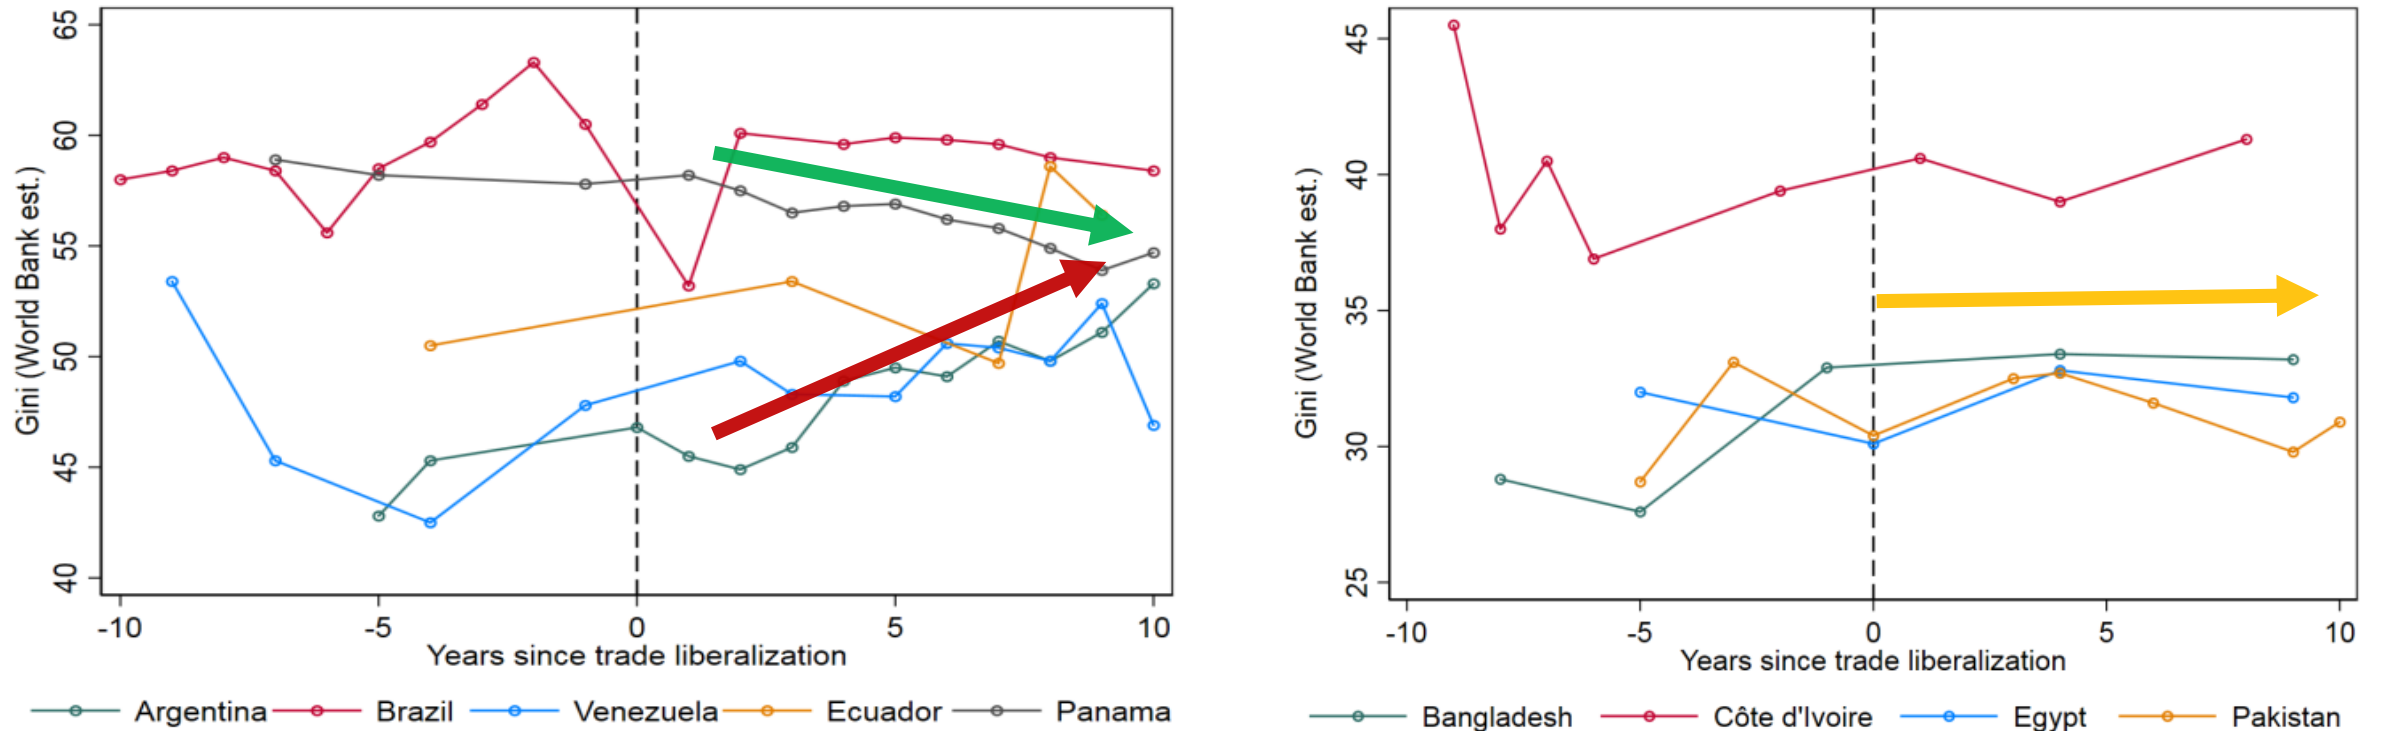 Gini (World Bank est.)
65
60
55
50
45
40
-10 -5 0 5 10
Years since trade liberalization
Argentina Brazil Venezuela Ecuador Panama
Gini (World Bank est.)
45
40
35
30
25
-10 -5 0 5 10
Years since trade liberalization
Bangladesh Côte d'Ivoire Egypt Pakistan